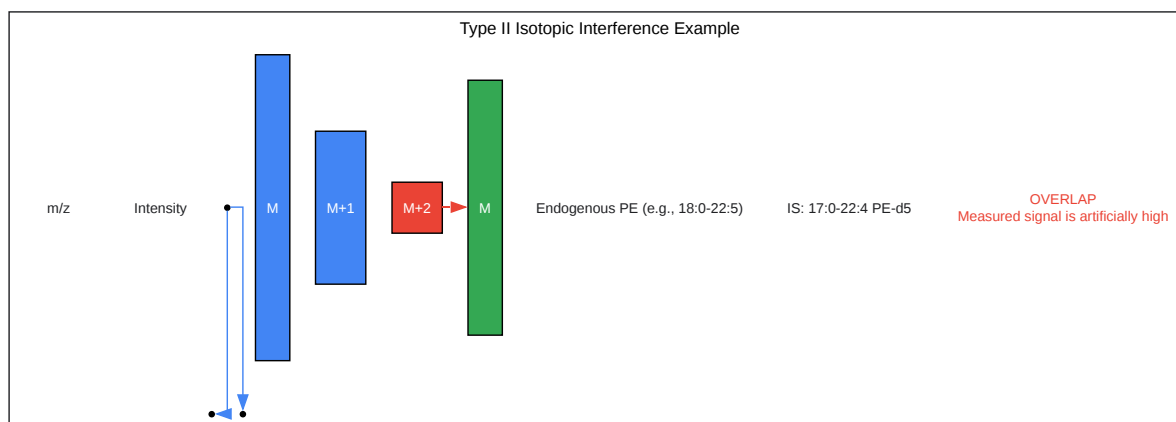 Type II Isotopic Interference Example
m/z
Intensity
M
M+1
M+2
M
Endogenous PE (e.g., 18:0-22:5)
IS: 17:0-22:4 PE-d5
OVERLAP
Measured signal is artificially high